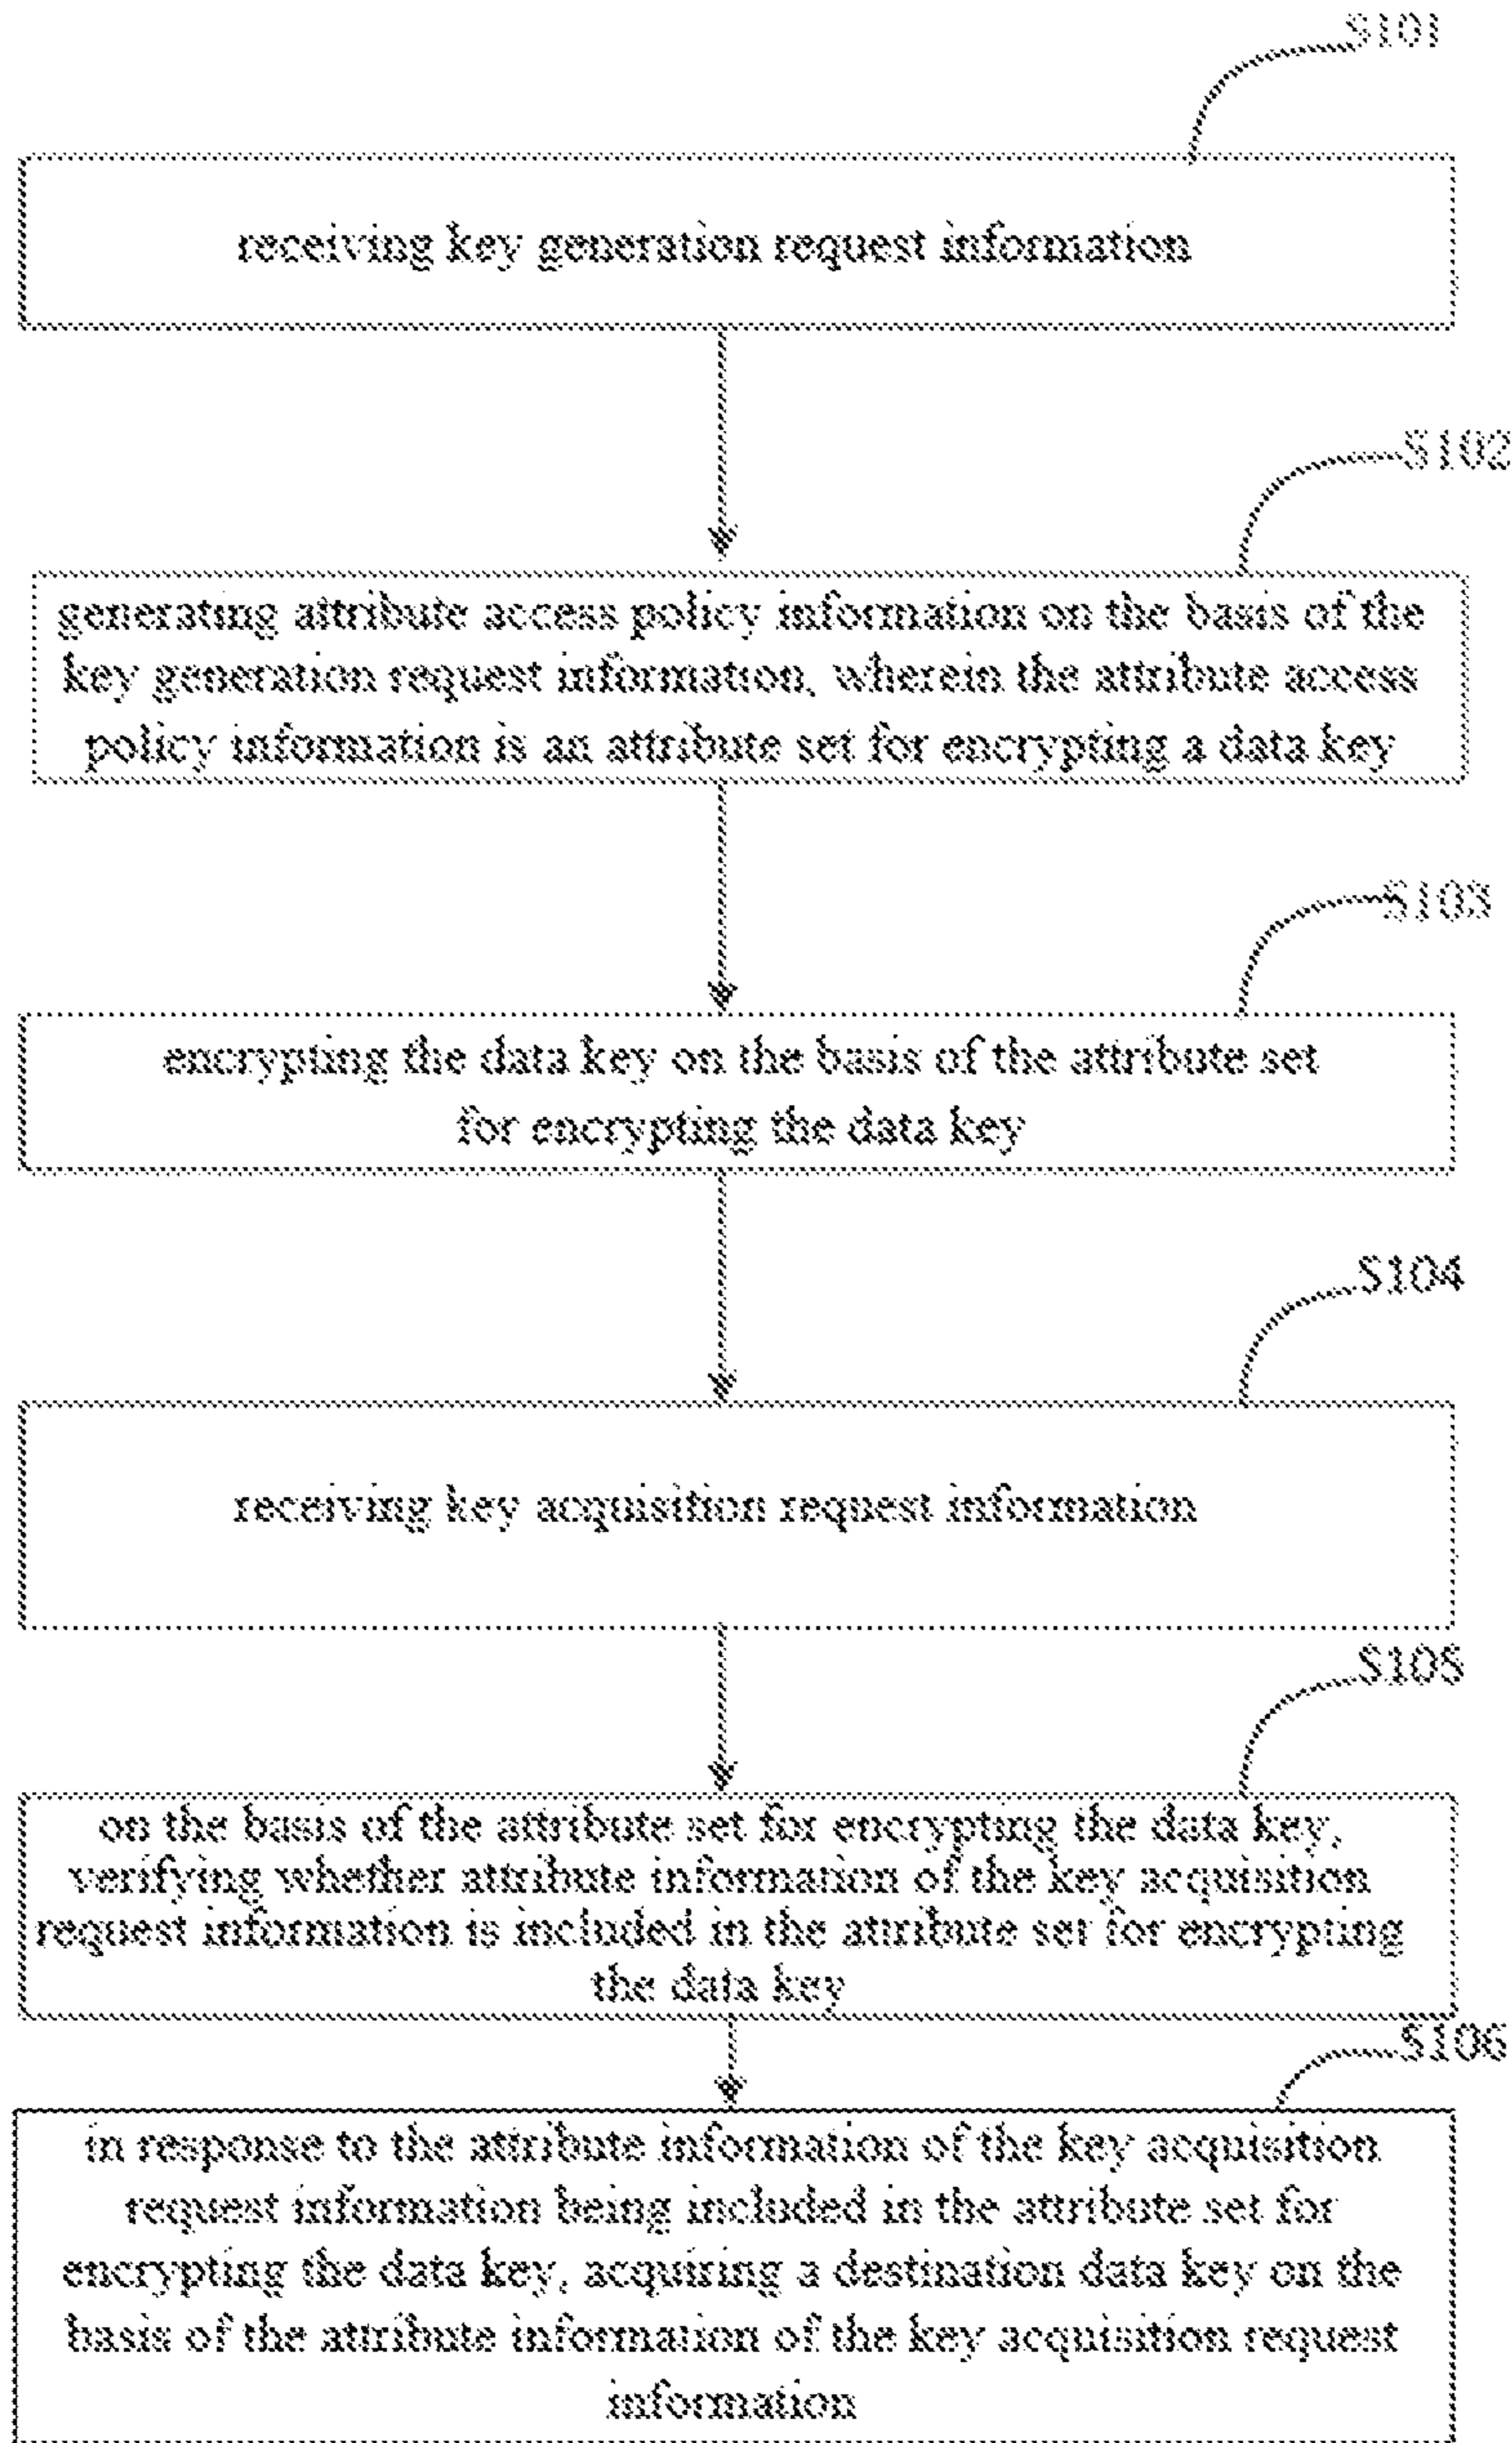 S101
receiving key generation request information
S102
generating attribute access policy information on the basis of the
key generation request information, wherein the attribute access
policy information is an attribute set for encrypting a data key
S103
encrypting the data key on the basis of the attribute set
for encrypting the data key
S104
receiving key acquisition request information
S105
on the basis of the attribute set for encrypting the data key,
verifying whether attribute information of the key acquisition
request information is included in the attribute set for encrypting
the data key
S106
in response to the attribute information of the key acquisition
request information being included in the attribute set for
encrypting the data key, acquiring a destination data key on the
basis of the attribute information of the key acquisition request
information